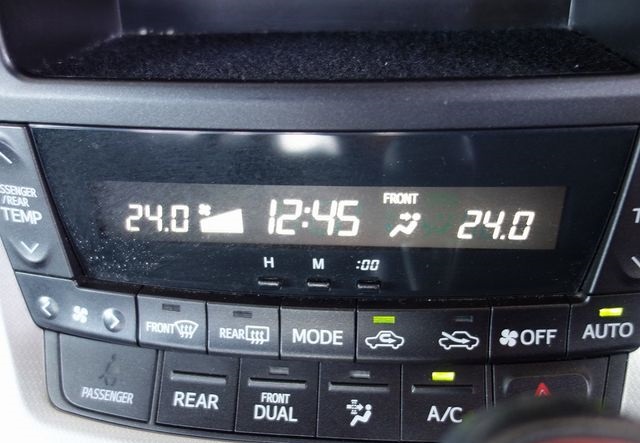 PASSENGER
/REAR
TEMP
24.0 12:45 FRONT 24.0
H M :00
FRONT REAR MODE OFF AUTO
PASSENGER REAR FRONT DUAL A/C